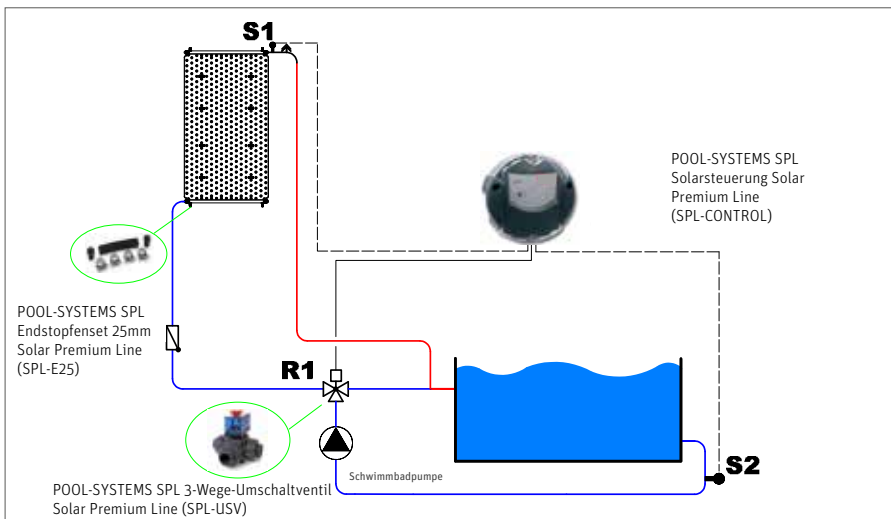 S1
POOL-SYSTEMS SPL
Solarsteuerung Solar
Premium Line
(SPL-CONTROL)
POOL-SYSTEMS SPL
Endstopfenset 25mm
Solar Premium Line
(SPL-E25)
R1
S2
Schwimmbadpumpe
POOL-SYSTEMS SPL 3-Wege-Umschaltventil
Solar Premium Line (SPL-USV)